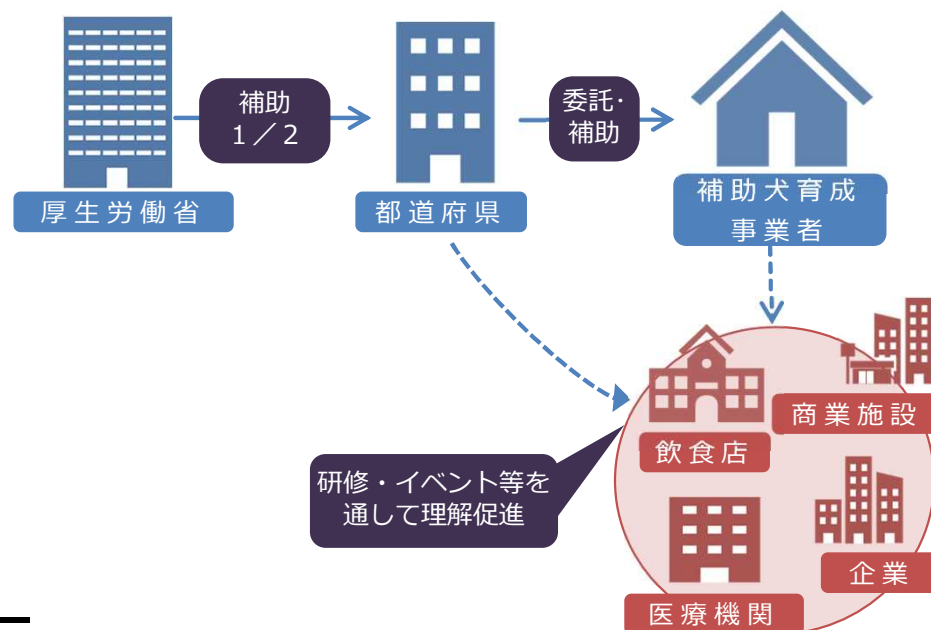 補助
１／２
委託・
補助
厚生労働省
都道府県
補助犬育成
事業者
商業施設
飲食店
研修・イベント等を
通して理解促進
企業
医療機関